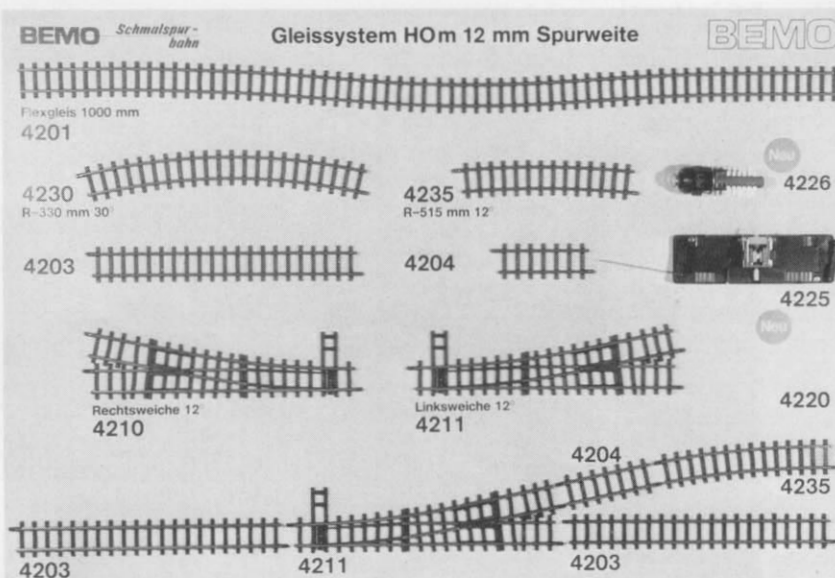 BEMO Schmalspur-
bahn
Gleissystem HOm 12 mm Spurweite
BEMO
Flexgleis 1000 mm
4201
4230
R-330 mm 30°
4235
R-515 mm 12°
Neu
4226
4203
4204
4225
Neu
Rechtsweiche 12°
4210
Linksweiche 12°
4211
4220
4204
4235
4203
4211
4203